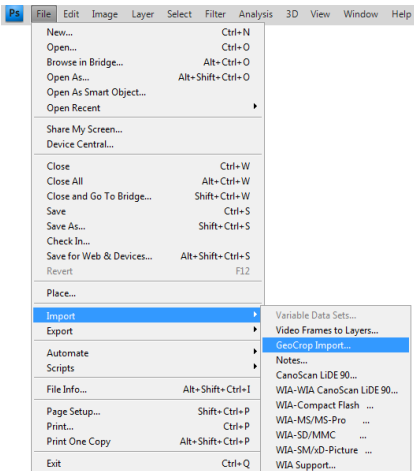 Ps File Edit Image Layer Select Filter Analysis 3D View Window Help
New... Ctrl+N
Open... Ctrl+O
Browse in Bridge... Alt+Ctrl+O
Open As... Alt+Shift+Ctrl+O
Open As Smart Object...
Open Recent
Share My Screen...
Device Central...
Close Ctrl+W
Close All Alt+Ctrl+W
Close and Go To Bridge... Shift+Ctrl+W
Save Ctrl+S
Save As... Shift+Ctrl+S
Check In...
Save for Web & Devices... Alt+Shift+Ctrl+S
Revert F12
Place...
Import
Export
Automate
Scripts
File Info... Alt+Shift+Ctrl+I
Page Setup... Shift+Ctrl+P
Print... Ctrl+P
Print One Copy Alt+Shift+Ctrl+P
Exit Ctrl+Q
Variable Data Sets...
Video Frames to Layers...
GeoCrop Import...
Notes...
CanoScan LiDE 90...
WIA-WIA CanoScan LiDE 90...
WIA-Compact Flash ...
WIA-MS/MS-Pro ...
WIA-SD/MMC ...
WIA-SM/xD-Picture ...
WIA Support...